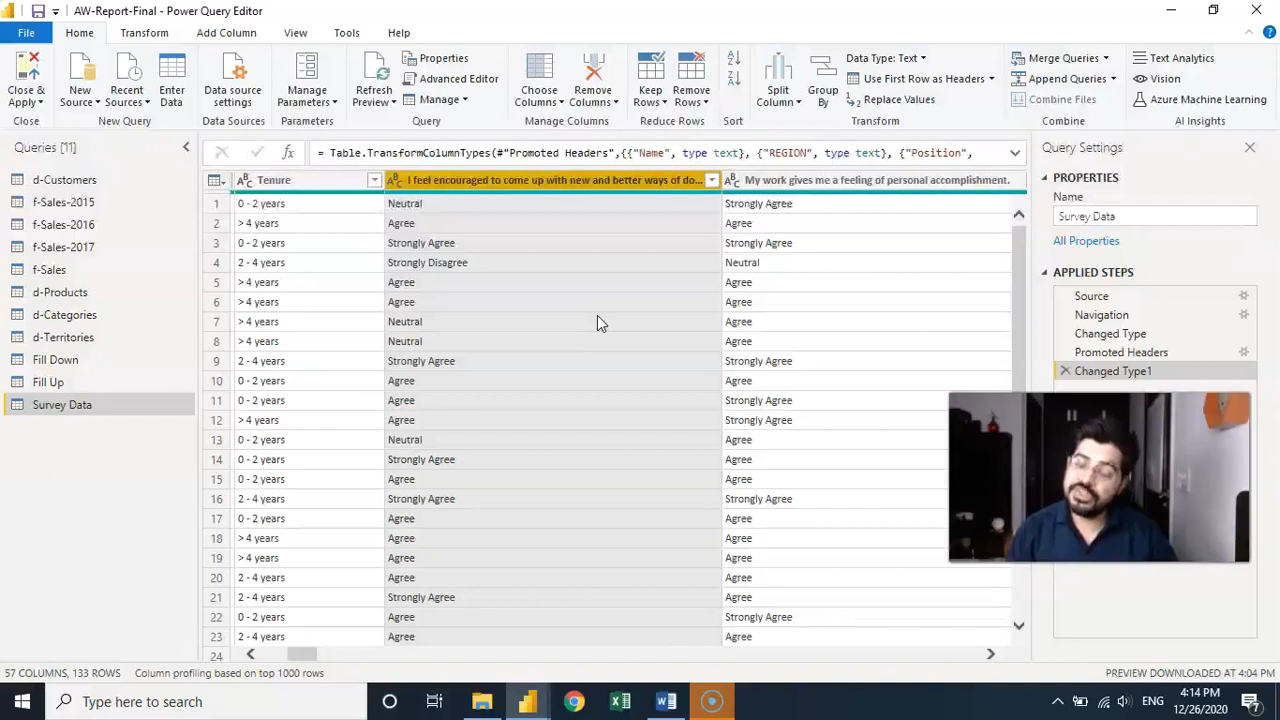 AW-Report-Final - Power Query Editor
File
Home
Transform
Add Column
View
Tools
Help
Close &
Apply
Close
New
Source
Recent
Sources
Enter
Data
New Query
Data source
settings
Data Sources
Manage
Parameters
Parameters
Refresh
Preview
Properties
Advanced Editor
Manage
Query
Choose
Columns
Remove
Columns
Manage Columns
Keep
Rows
Remove
Rows
Reduce Rows
Sort
Split
Column
Group
By
Data Type: Text
Use First Row as Headers
Replace Values
Transform
Merge Queries
Append Queries
Combine Files
Combine
Text Analytics
Vision
Azure Machine Learning
AI Insights
Queries [11]
d-Customers
f-Sales-2015
f-Sales-2016
f-Sales-2017
f-Sales
d-Products
d-Categories
d-Territories
Fill Down
Fill Up
Survey Data
= Table.TransformColumnTypes(#"Promoted Headers",{{"Name", type text}, {"REGION", type text}, {"Position",
Tenure I feel encouraged to come up with new and better ways of do... My work gives me a feeling of personal accomplishment.
1 0 - 2 years Neutral Strongly Agree
2 > 4 years Agree Agree
3 0 - 2 years Strongly Agree Strongly Agree
4 2 - 4 years Strongly Disagree Neutral
5 > 4 years Agree Agree
6 > 4 years Agree Agree
7 > 4 years Neutral Agree
8 > 4 years Neutral Agree
9 2 - 4 years Strongly Agree Strongly Agree
10 0 - 2 years Agree Agree
11 0 - 2 years Agree Strongly Agree
12 > 4 years Agree Strongly Agree
13 0 - 2 years Neutral Agree
14 0 - 2 years Strongly Agree Agree
15 0 - 2 years Agree Agree
16 2 - 4 years Strongly Agree Strongly Agree
17 0 - 2 years Agree Agree
18 > 4 years Agree Agree
19 > 4 years Agree Agree
20 2 - 4 years Agree Agree
21 2 - 4 years Strongly Agree Agree
22 0 - 2 years Agree Strongly Agree
23 2 - 4 years Agree Agree
24
Query Settings
PROPERTIES
Name
Survey Data
All Properties
APPLIED STEPS
Source
Navigation
Changed Type
Promoted Headers
Changed Type1
57 COLUMNS, 133 ROWS
Column profiling based on top 1000 rows
PREVIEW DOWNLOADED AT 4:04 PM
Type here to search
ENG
4:14 PM
12/26/2020
7